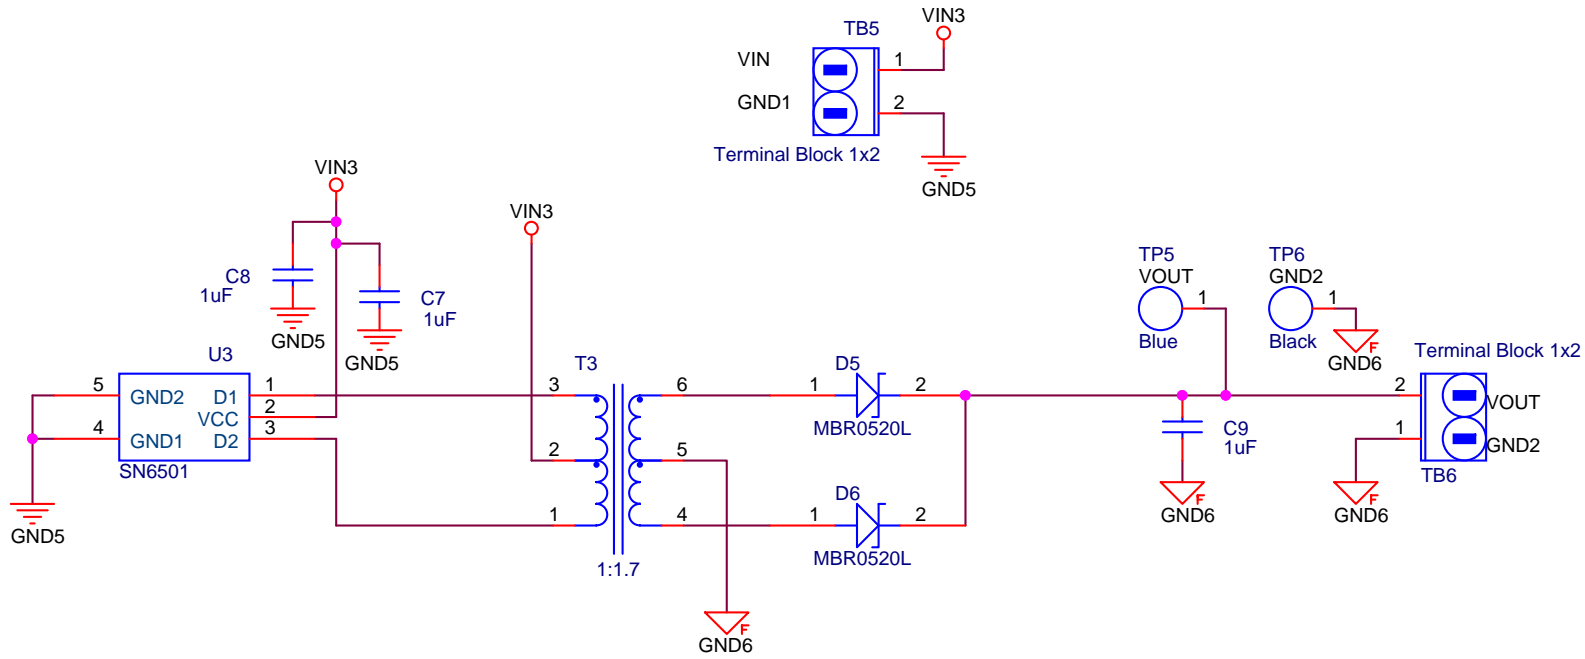 VIN3
TB5
VIN
1
GND1
2
Terminal Block 1x2
GND5
VIN3
VIN3
C8
1uF
C7
1uF
GND5
GND5
TP5
VOUT
1
Blue
TP6
GND2
1
Black
F
GND6
Terminal Block 1x2
U3
5
GND2
D1
1
VCC
2
4
GND1
D2
3
SN6501
GND5
T3
3
6
2
5
1
4
1:1.7
D5
1
2
MBR0520L
D6
1
2
MBR0520L
F
GND6
C9
1uF
F
GND6
2
VOUT
1
GND2
TB6
F
GND6